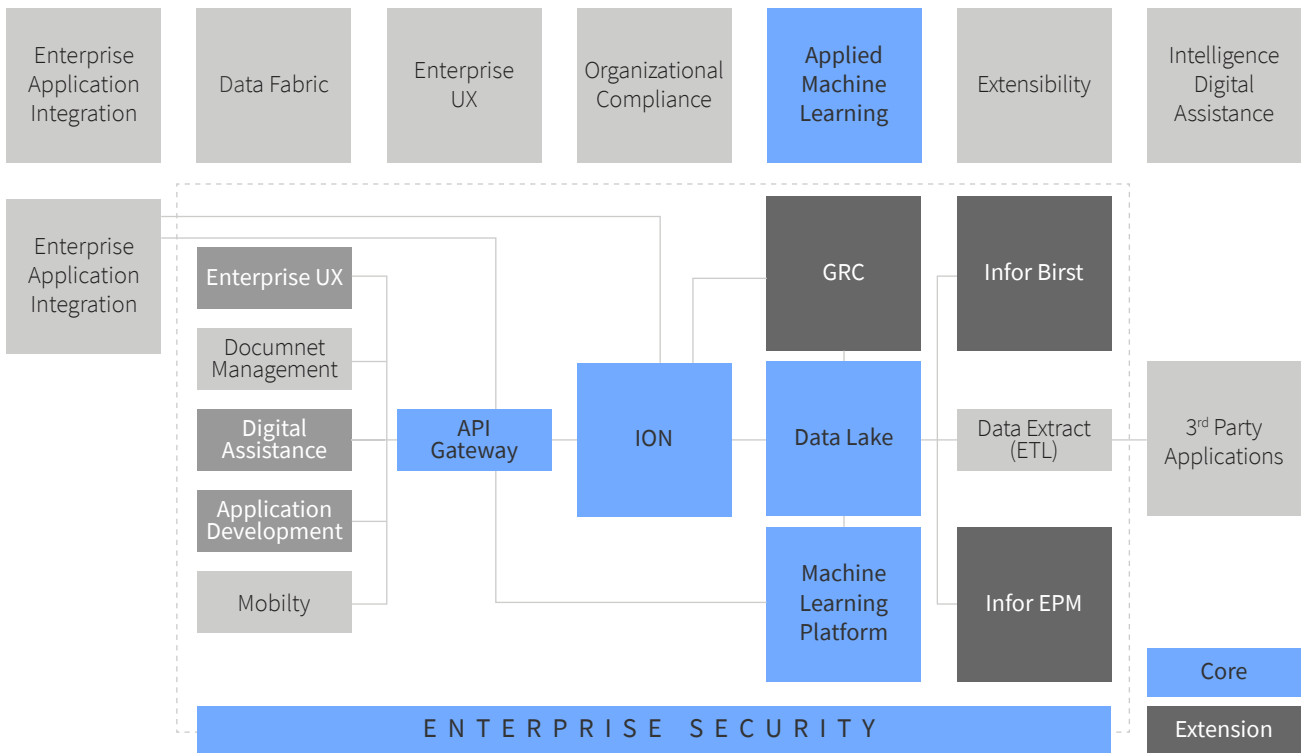 Enterprise
Application
Integration
Data Fabric
Enterprise
UX
Organizational
Compliance
Applied
Machine
Learning
Extensibility
Intelligence
Digital
Assistance
Enterprise
Application
Integration
Enterprise UX
Documnet
Management
Digital
Assistance
Application
Development
Mobilty
API
Gateway
ION
GRC
Data Lake
Machine
Learning
Platform
Infor Birst
Data Extract
(ETL)
Infor EPM
3rd Party
Applications
Core
Extension
ENTERPRISE SECURITY